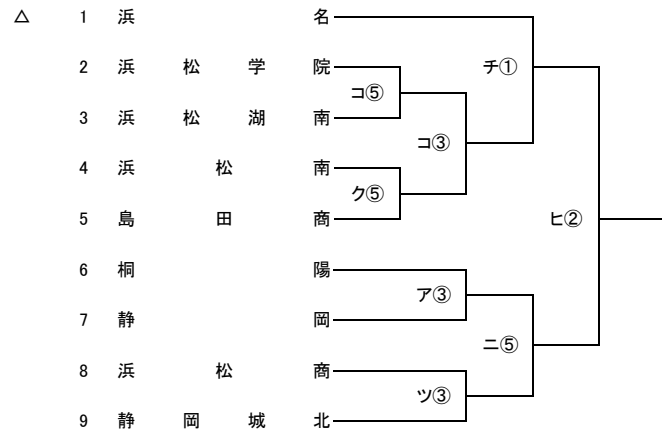 △ 1 浜名
チ①
2 浜松学院
コ⑤
3 浜松湖南
コ③
4 浜松南
ク⑤
5 島田商
ヒ②
6 桐陽
ア③
7 静岡
ニ⑤
8 浜松商
ツ③
9 静岡城北